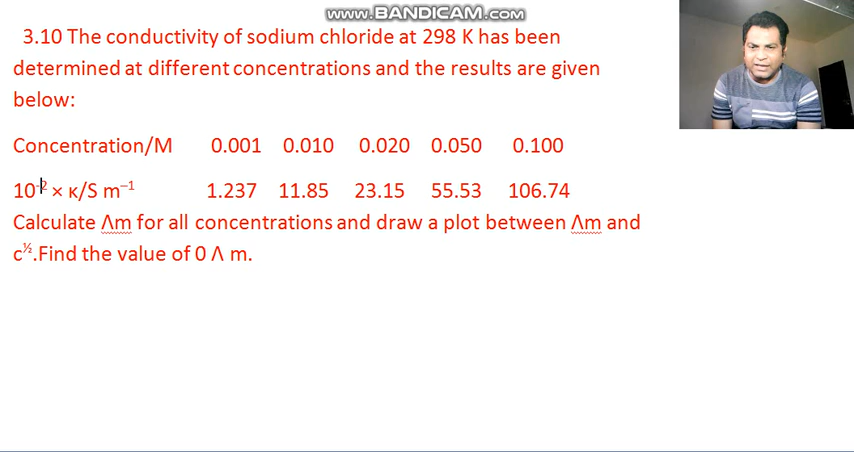 www.BANDICAM.com
3.10 The conductivity of sodium chloride at 298 K has been
determined at different concentrations and the results are given
below:
Concentration/M 0.001 0.010 0.020 0.050 0.100
10⁻² × κ/S m⁻¹ 1.237 11.85 23.15 55.53 106.74
Calculate Λm for all concentrations and draw a plot between Λm and
c½.Find the value of 0 Λ m.